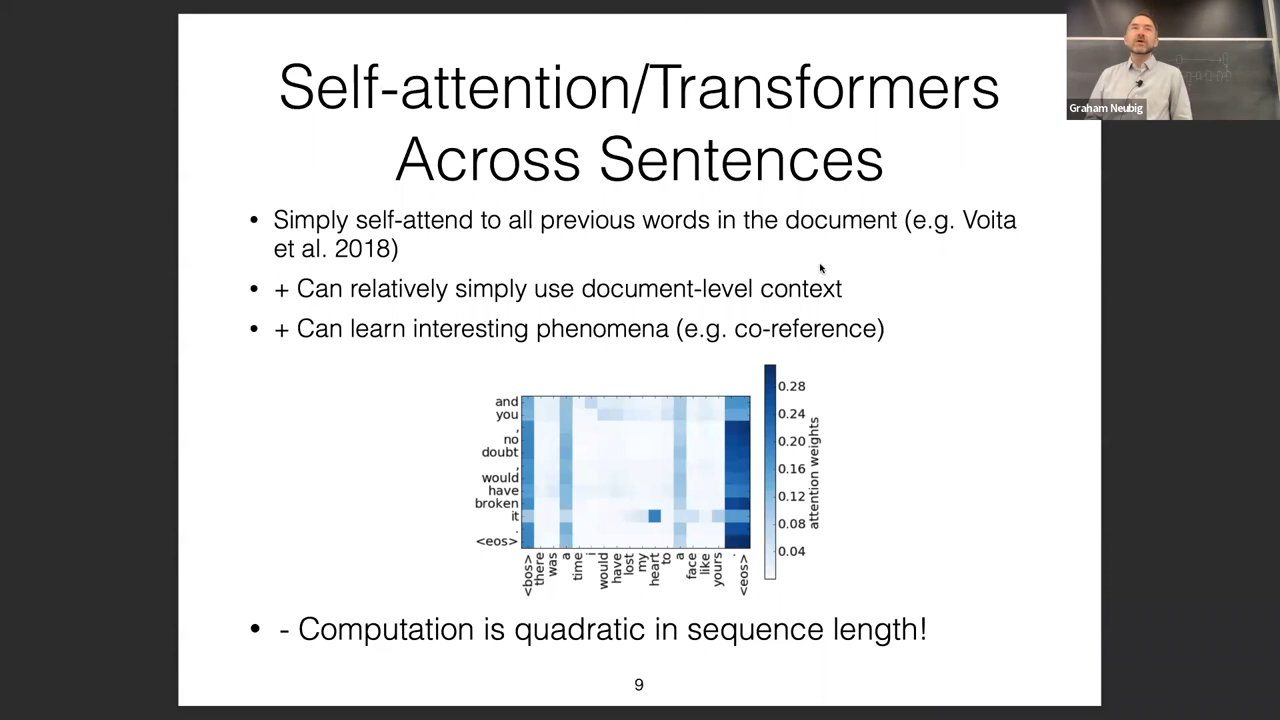 Self-attention/Transformers
Across Sentences
Graham Neubig
• Simply self-attend to all previous words in the document (e.g. Voita
et al. 2018)
• + Can relatively simply use document-level context
• + Can learn interesting phenomena (e.g. co-reference)
and
you
,
no
doubt
,
would
have
broken
it
.
<eos>
<bos>
there
was
a
time
i
would
have
lost
my
heart
to
a
face
like
yours
.
<eos>
0.28
0.24
0.20
0.16
0.12
0.08
0.04
attention weights
• - Computation is quadratic in sequence length!
9